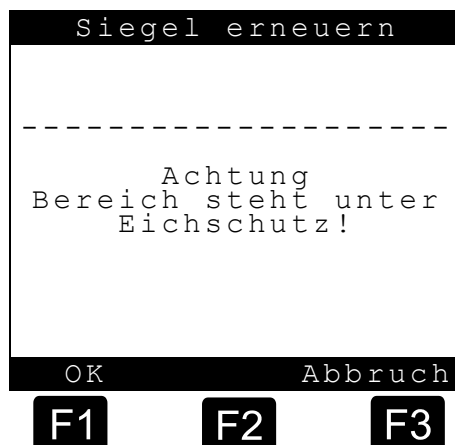 Siegel erneuern
--------------------
Achtung
Bereich steht unter
Eichschutz!
OK Abbruch
F1 F2 F3